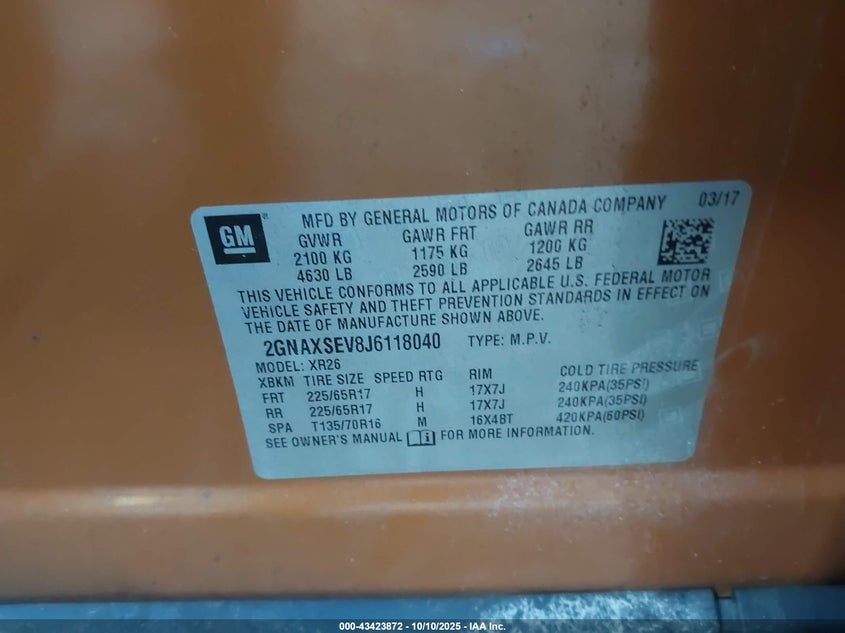 GM ® MFD BY GENERAL MOTORS OF CANADA COMPANY 03/17
GVWR GAWR FRT GAWR RR
2100 KG 1175 KG 1200 KG
4630 LB 2590 LB 2645 LB
THIS VEHICLE CONFORMS TO ALL APPLICABLE U.S. FEDERAL MOTOR
VEHICLE SAFETY AND THEFT PREVENTION STANDARDS IN EFFECT ON
THE DATE OF MANUFACTURE SHOWN ABOVE.
2GNAXSEV8J6118040 TYPE: M.P.V.
MODEL: XR26
XBKM TIRE SIZE SPEED RTG RIM COLD TIRE PRESSURE
FRT 225/65R17 H 17X7J 240KPA(35PSI)
RR 225/65R17 H 17X7J 240KPA(35PSI)
SPA T135/70R16 M 16X4BT 420KPA(60PSI)
SEE OWNER'S MANUAL FOR MORE INFORMATION.
000-43423872 - 10/10/2025 - IAA, Inc.